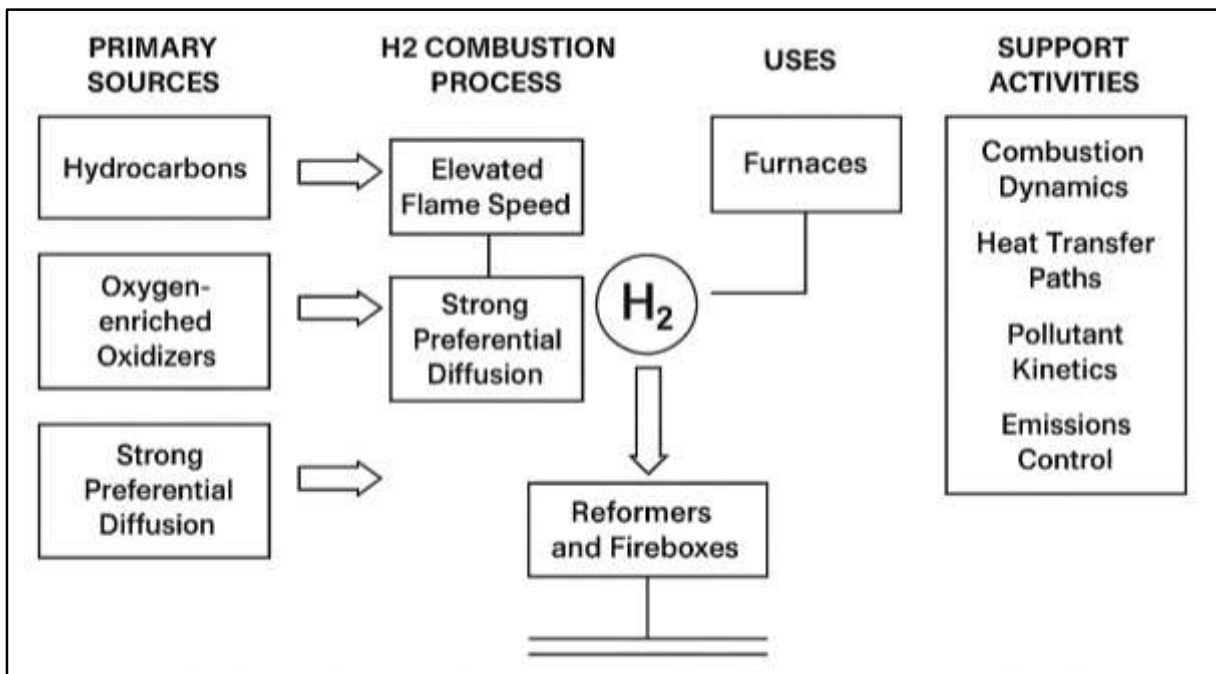 PRIMARY
SOURCES
Hydrocarbons
Oxygen-
enriched
Oxidizers
Strong
Preferential
Diffusion
H2 COMBUSTION
PROCESS
Elevated
Flame Speed
Strong
Preferential
Diffusion
H₂
Reformers
and Fireboxes
USES
Furnaces
SUPPORT
ACTIVITIES
Combustion
Dynamics
Heat Transfer
Paths
Pollutant
Kinetics
Emissions
Control